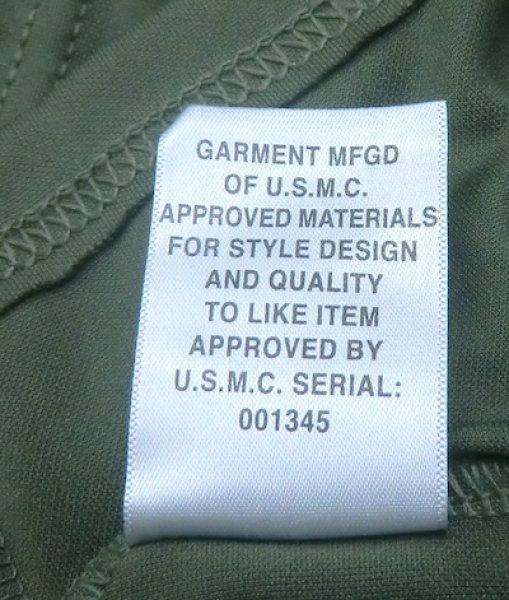 GARMENT MFGD
OF U.S.M.C.
APPROVED MATERIALS
FOR STYLE DESIGN
AND QUALITY
TO LIKE ITEM
APPROVED BY
U.S.M.C. SERIAL:
001345